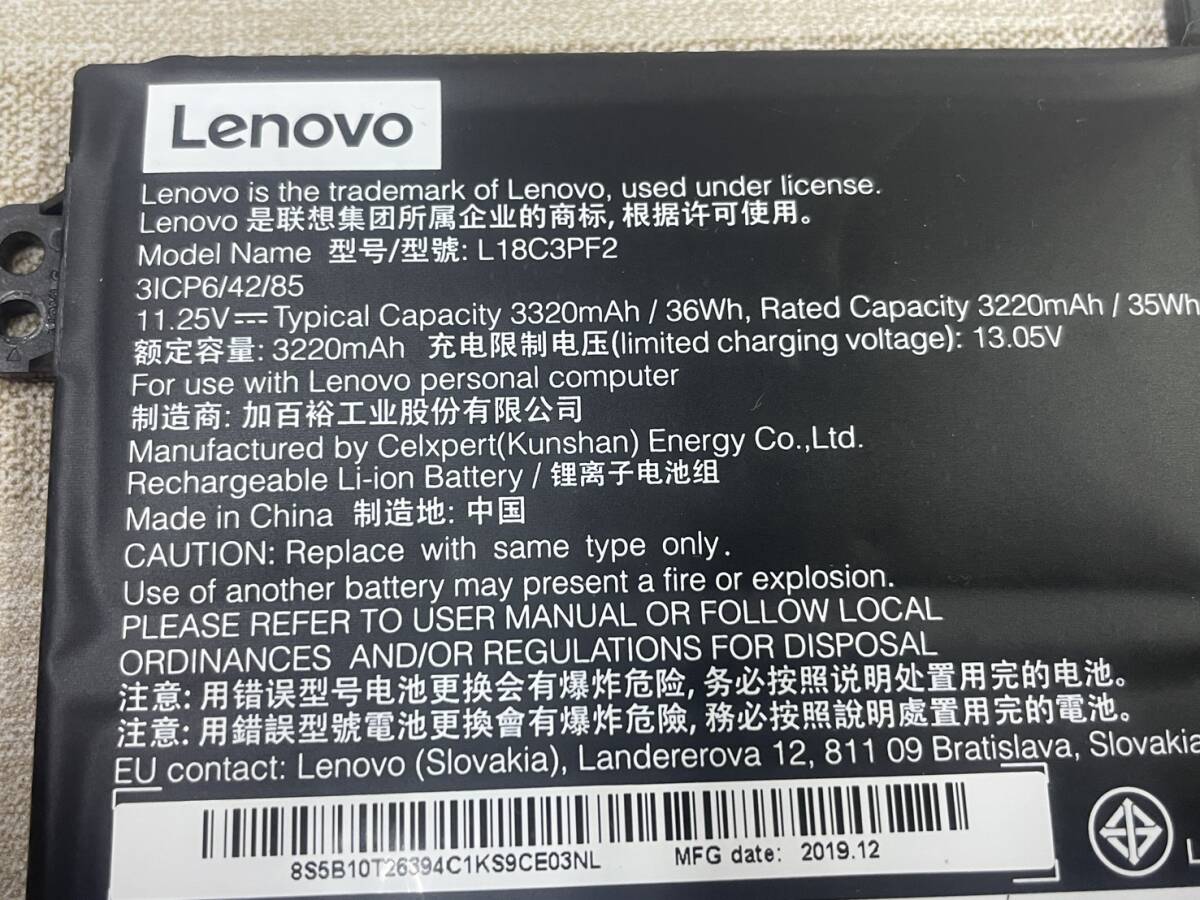 Lenovo
Lenovo is the trademark of Lenovo, used under license.
Lenovo 是联想集团所属企业的商标, 根据许可使用。
Model Name 型号/型號: L18C3PF2
3ICP6/42/85
11.25V⎓Typical Capacity 3320mAh / 36Wh, Rated Capacity 3220mAh / 35Wh
额定容量: 3220mAh 充电限制电压(limited charging voltage): 13.05V
For use with Lenovo personal computer
制造商: 加百裕工业股份有限公司
Manufactured by Celxpert(Kunshan) Energy Co.,Ltd.
Rechargeable Li-ion Battery / 锂离子电池组
Made in China 制造地: 中国
CAUTION: Replace with same type only.
Use of another battery may present a fire or explosion.
PLEASE REFER TO USER MANUAL OR FOLLOW LOCAL
ORDINANCES AND/OR REGULATIONS FOR DISPOSAL
注意: 用错误型号电池更换会有爆炸危险, 务必按照说明处置用完的电池。
注意: 用錯誤型號電池更換會有爆炸危險, 務必按照說明處置用完的電池。
EU contact: Lenovo (Slovakia), Landererova 12, 811 09 Bratislava, Slovakia
8S5B10T26394C1KS9CE03NL MFG date: 2019.12